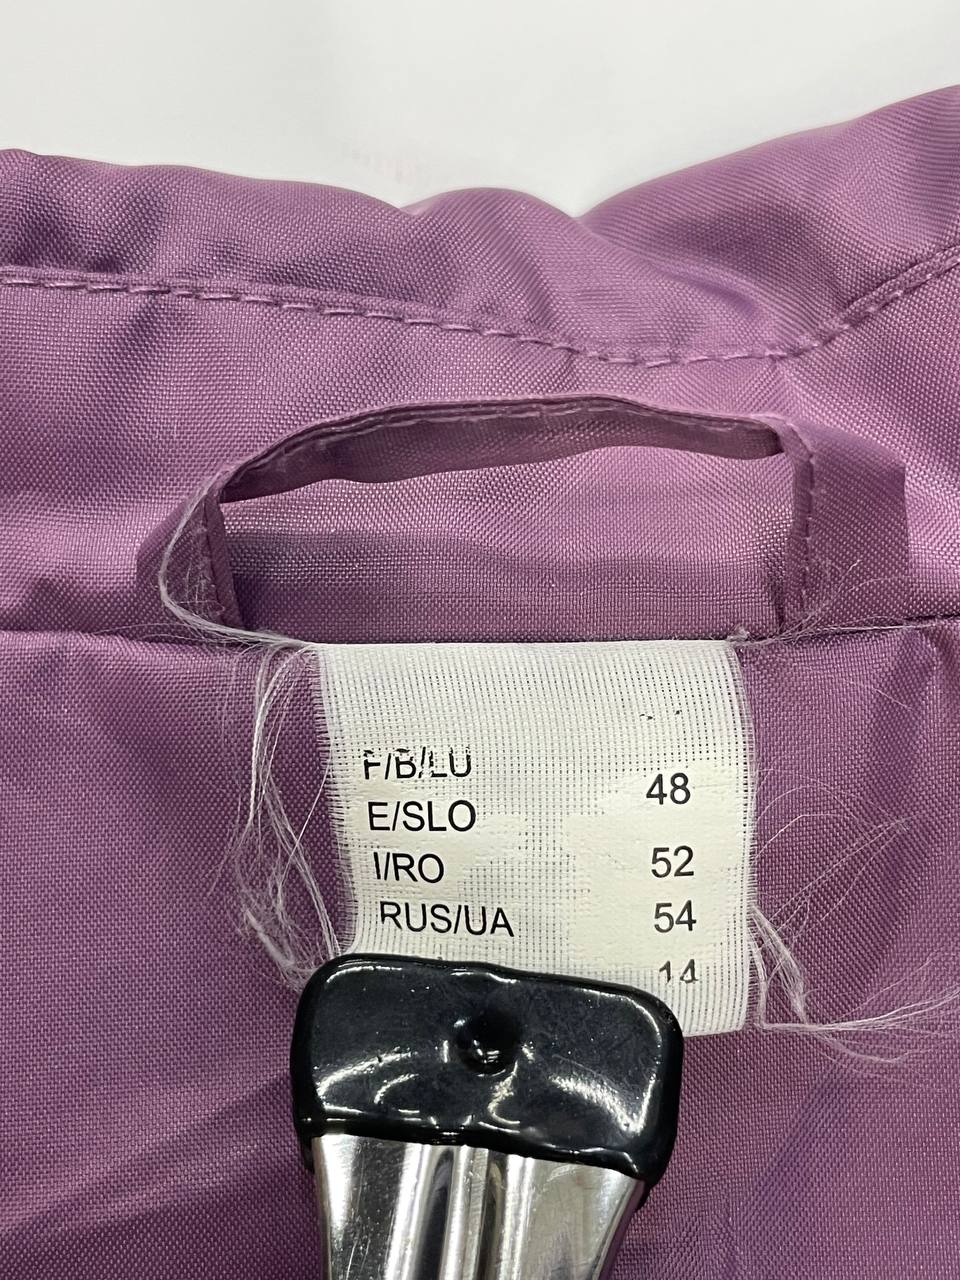 F/B/LU
E/SLO 48
I/RO 52
RUS/UA 54
14